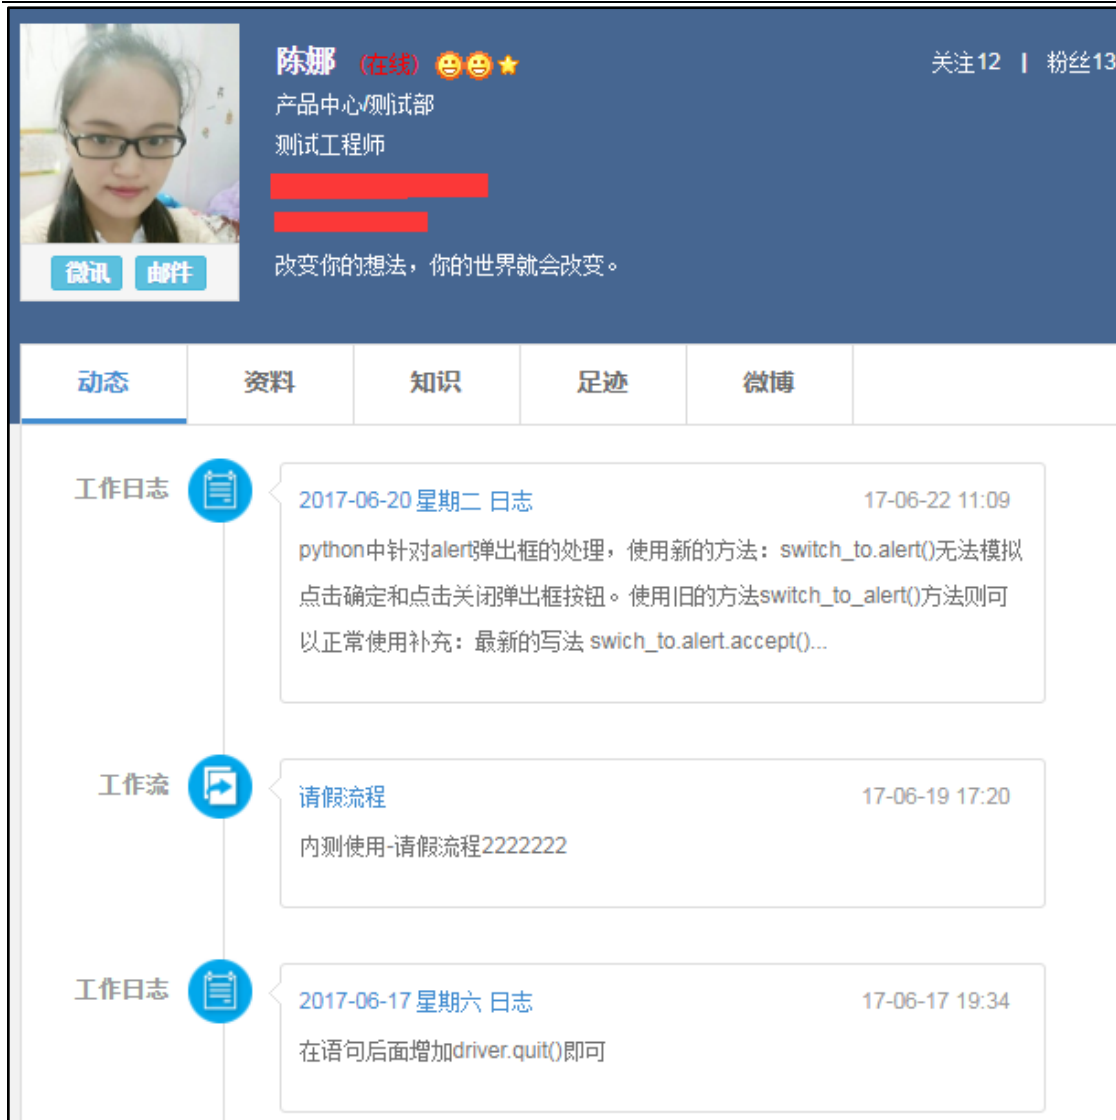 陈娜 (在线)
关注12 | 粉丝13
产品中心/测试部
测试工程师
改变你的想法，你的世界就会改变。
微讯 邮件
动态 资料 知识 足迹 微博
工作日志
2017-06-20 星期二 日志 17-06-22 11:09
python中针对alert弹出框的处理，使用新的方法：switch_to.alert()无法模拟
点击确定和点击关闭弹出框按钮。使用旧的方法switch_to_alert()方法则可
以正常使用补充：最新的写法 swich_to.alert.accept()...
工作流
请假流程 17-06-19 17:20
内测使用-请假流程2222222
工作日志
2017-06-17 星期六 日志 17-06-17 19:34
在语句后面增加driver.quit()即可